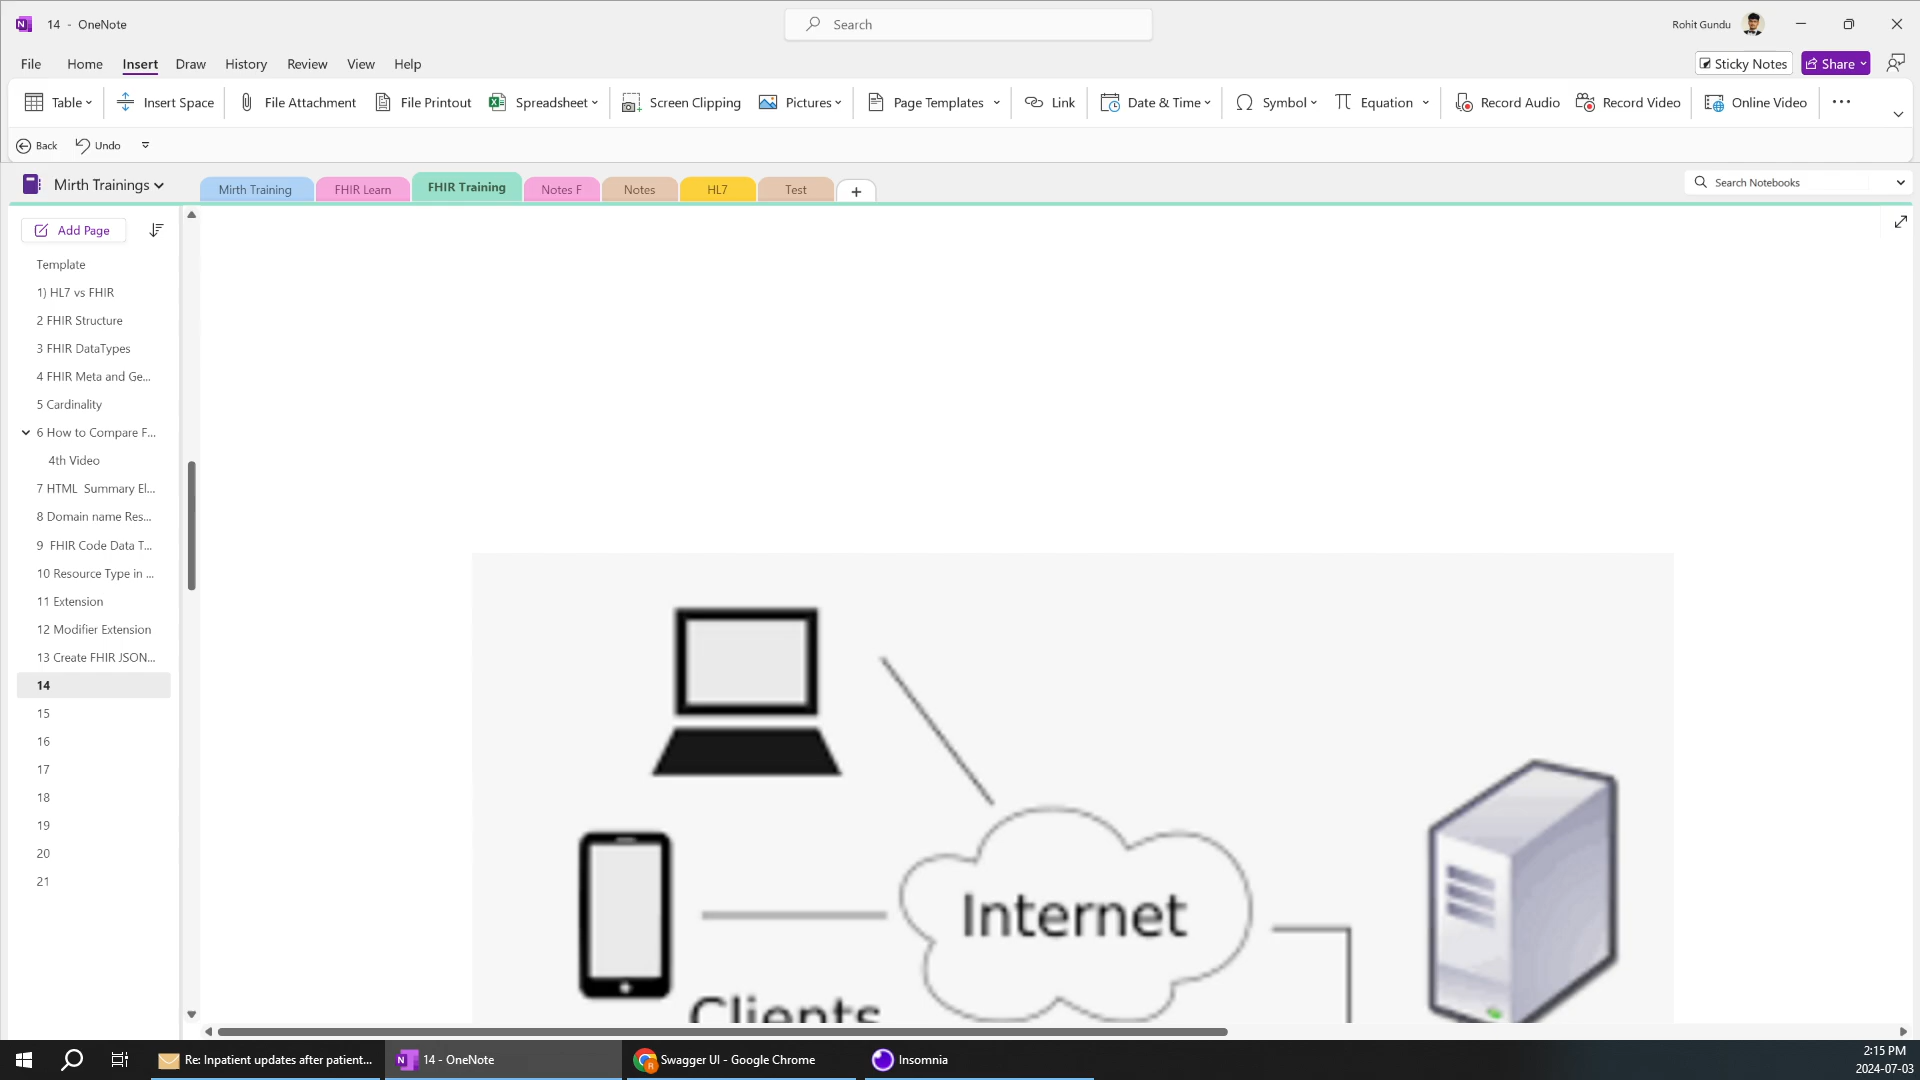 14 - OneNote
Search
Rohit Gundu
File Home Insert Draw History Review View Help
Sticky Notes Share
Table Insert Space File Attachment File Printout Spreadsheet Screen Clipping Pictures Page Templates Link Date & Time Symbol Equation Record Audio Record Video Online Video
Back Undo
Mirth Trainings
Mirth Training FHIR Learn FHIR Training Notes F Notes HL7 Test
Search Notebooks
Add Page
Template
1) HL7 vs FHIR
2 FHIR Structure
3 FHIR DataTypes
4 FHIR Meta and Ge...
5 Cardinality
6 How to Compare F...
4th Video
7 HTML Summary El...
8 Domain name Res...
9 FHIR Code Data T...
10 Resource Type in ...
11 Extension
12 Modifier Extension
13 Create FHIR JSON...
14
15
16
17
18
19
20
21
Internet
Clients
Re: Inpatient updates after patient...
14 - OneNote
Swagger UI - Google Chrome
Insomnia
2:15 PM
2024-07-03